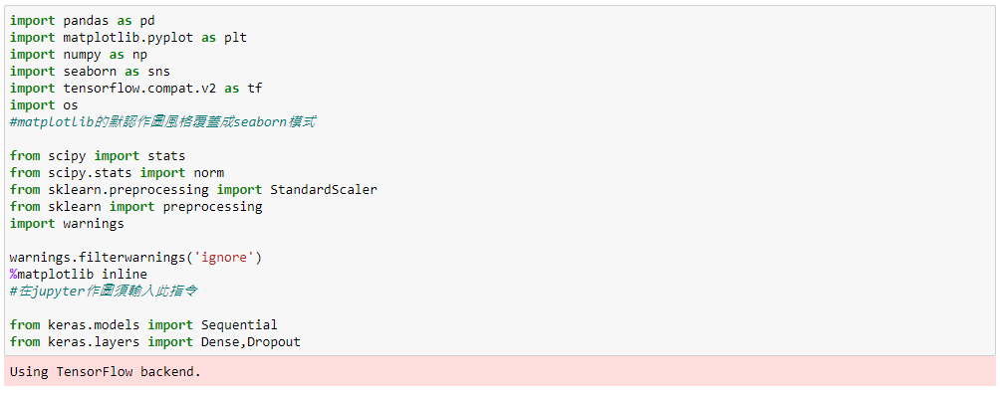 import pandas as pd
import matplotlib.pyplot as plt
import numpy as np
import seaborn as sns
import tensorflow.compat.v2 as tf
import os
#matplotlib的默認作圖風格覆蓋成seaborn模式
from scipy import stats
from scipy.stats import norm
from sklearn.preprocessing import StandardScaler
from sklearn import preprocessing
import warnings
warnings.filterwarnings('ignore')
%matplotlib inline
#在jupyter作圖須輸入此指令
from keras.models import Sequential
from keras.layers import Dense,Dropout
Using TensorFlow backend.